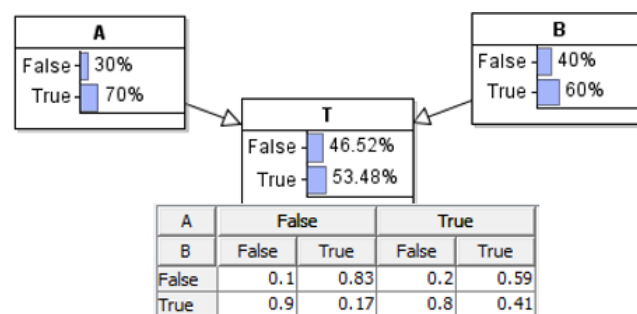 A
False 30%
True 70%
B
False 40%
True 60%
T
False 46.52%
True 53.48%
A False True
B False True False True
False 0.1 0.83 0.2 0.59
True 0.9 0.17 0.8 0.41